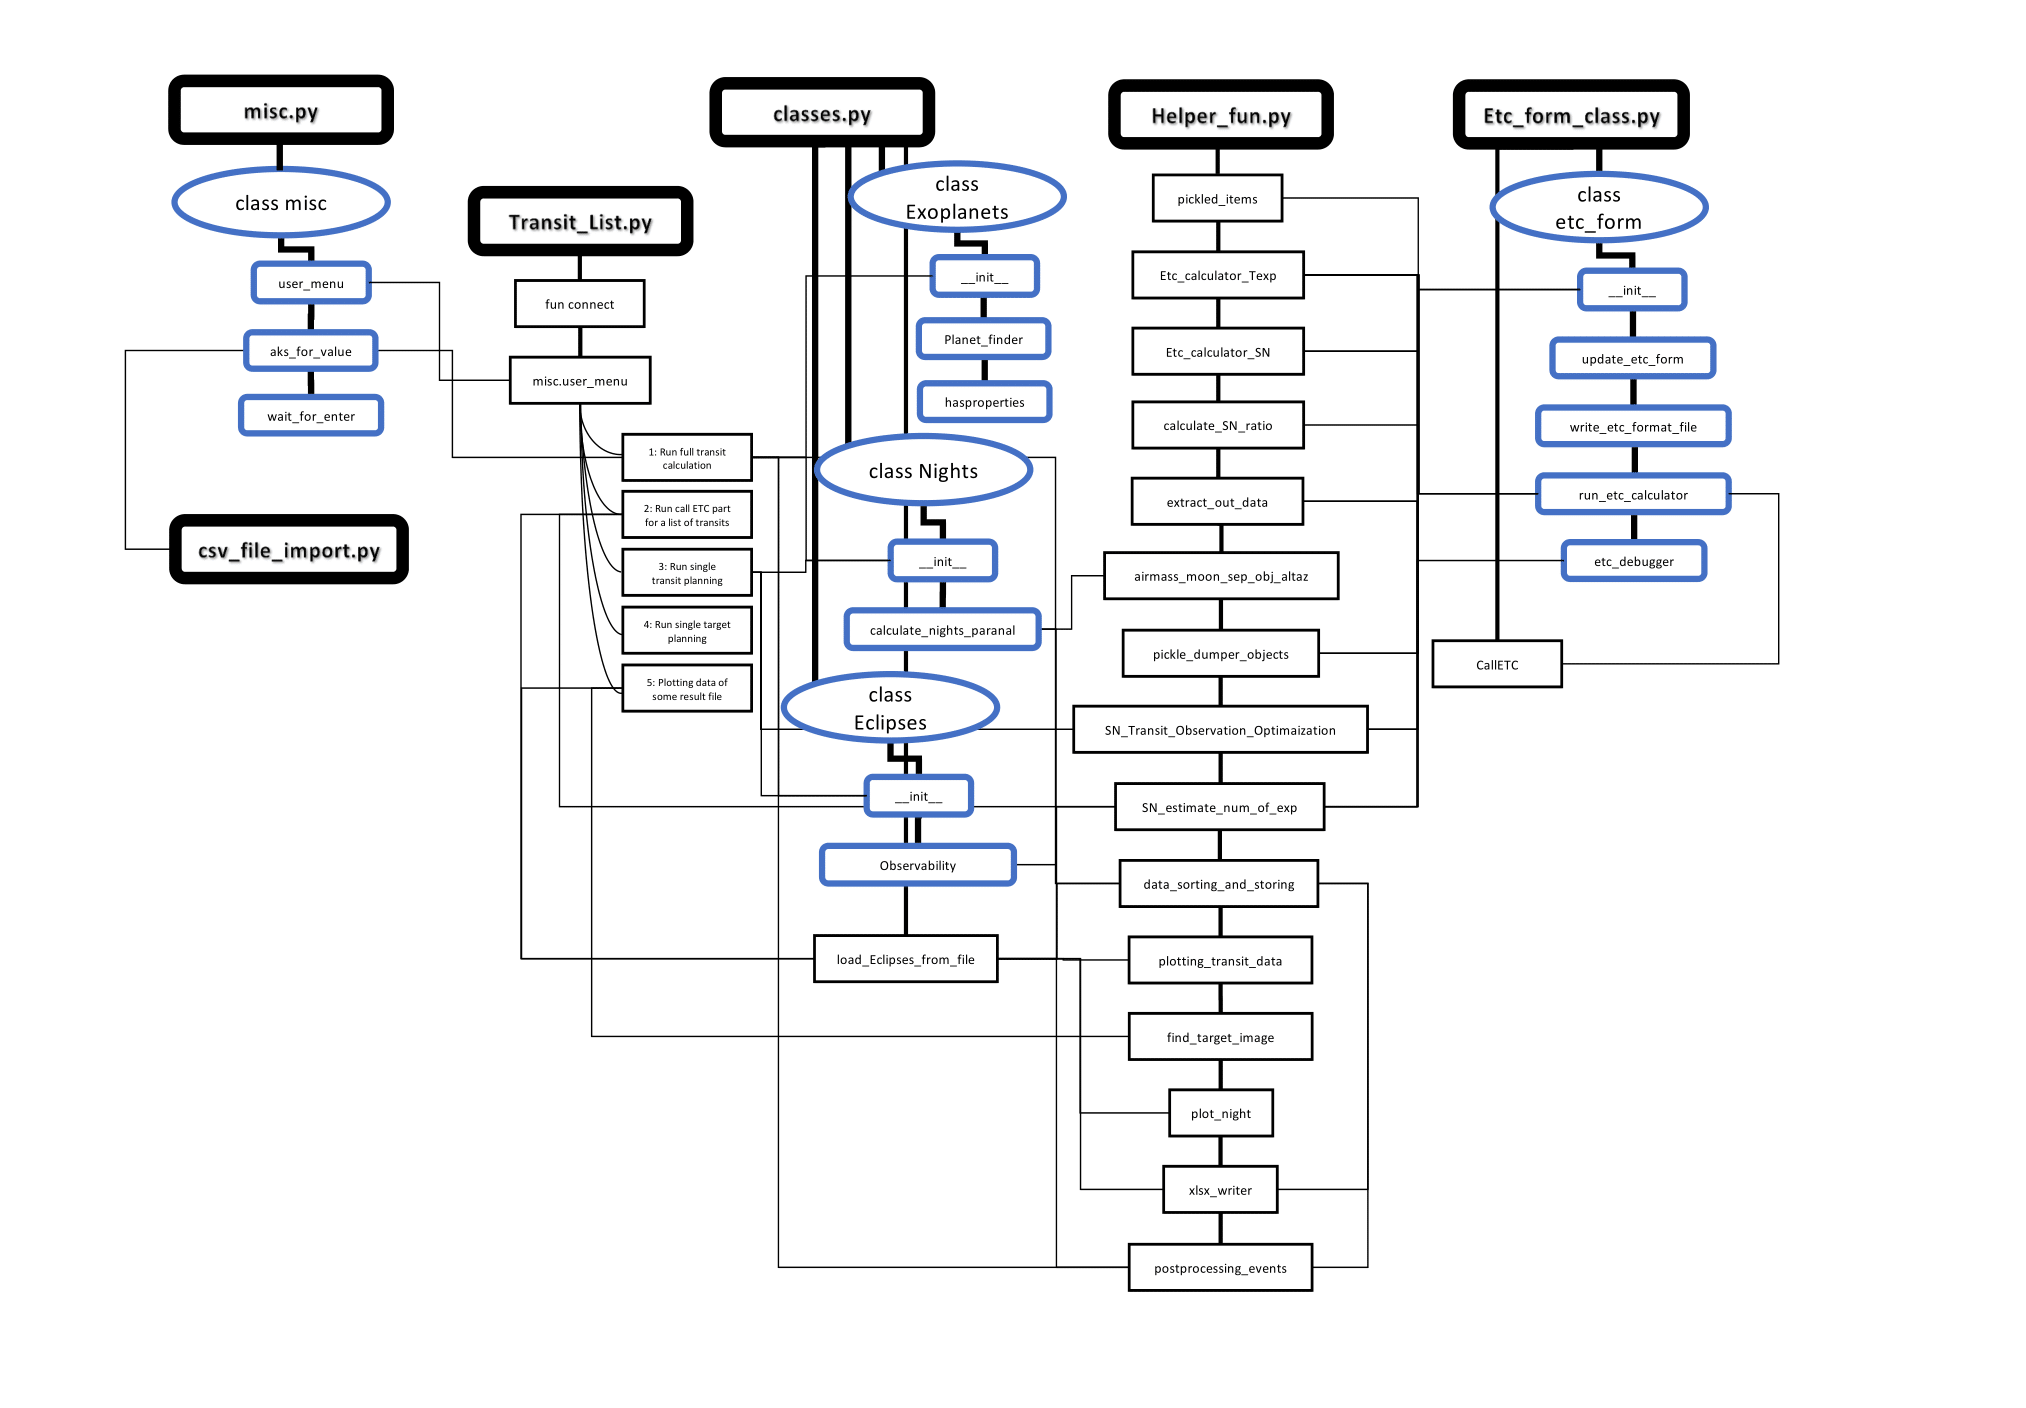 misc.py
class misc
user_menu
aks_for_value
wait_for_enter
csv_file_import.py
Transit_List.py
fun connect
misc.user_menu
1: Run full transit
calculation
2: Run call ETC part
for a list of transits
3: Run single
transit planning
4: Run single target
planning
5: Plotting data of
some result file
classes.py
class
Exoplanets
__init__
Planet_finder
hasproperties
class Nights
__init__
calculate_nights_paranal
class
Eclipses
__init__
Observability
load_Eclipses_from_file
Helper_fun.py
pickled_items
Etc_calculator_Texp
Etc_calculator_SN
calculate_SN_ratio
extract_out_data
airmass_moon_sep_obj_altaz
pickle_dumper_objects
SN_Transit_Observation_Optimaization
SN_estimate_num_of_exp
data_sorting_and_storing
plotting_transit_data
find_target_image
plot_night
xlsx_writer
postprocessing_events
Etc_form_class.py
class
etc_form
__init__
update_etc_form
write_etc_format_file
run_etc_calculator
etc_debugger
CallETC